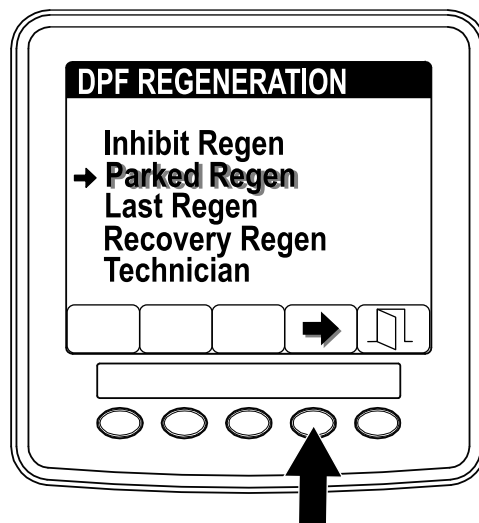 DPF REGENERATION
Inhibit Regen
Parked Regen
Last Regen
Recovery Regen
Technician